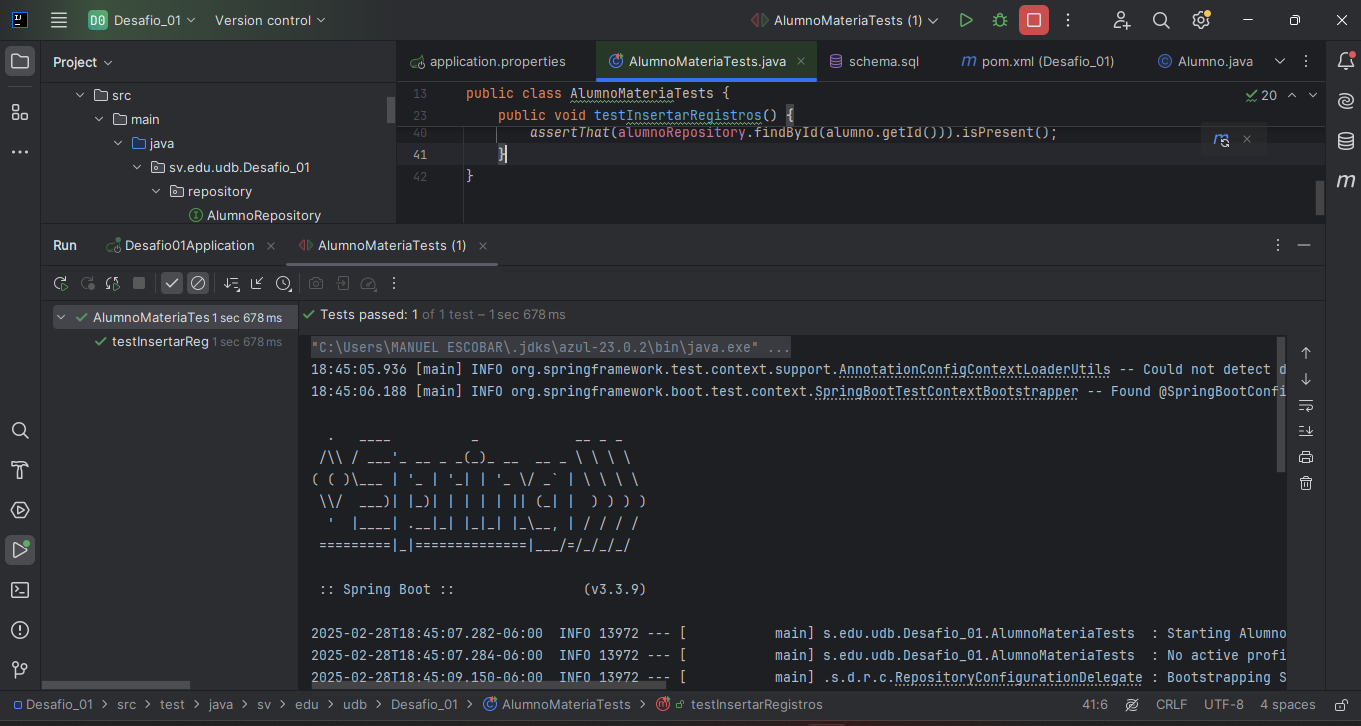 D0 Desafio_01 Version control AlumnoMateriaTests (1)
Project
application.properties AlumnoMateriaTests.java schema.sql pom.xml (Desafio_01) Alumno.java
src
main
java
sv.edu.udb.Desafio_01
repository
AlumnoRepository
13 public class AlumnoMateriaTests {
23 public void testInsertarRegistros() {
40 assertThat(alumnoRepository.findById(alumno.getId())).isPresent();
41 }
42 }
20
Run Desafio01Application AlumnoMateriaTests (1)
AlumnoMateriaTes 1 sec 678 ms
testInsertarReg 1 sec 678 ms
Tests passed: 1 of 1 test – 1 sec 678 ms
"C:\Users\MANUEL ESCOBAR\.jdks\azul-23.0.2\bin\java.exe" ...
18:45:05.936 [main] INFO org.springframework.test.context.support.AnnotationConfigContextLoaderUtils -- Could not detect d
18:45:06.188 [main] INFO org.springframework.boot.test.context.SpringBootTestContextBootstrapper -- Found @SpringBootConfi
  .   ____          _            __ _ _
 /\\ / ___'_ __ _ _(_)_ __  __ _ \ \ \ \
( ( )\___ | '_ | '_| | '_ \/ _` | \ \ \ \
 \\/  ___)| |_)| | | | | || (_| |  ) ) ) )
  '  |____| .__|_| |_|_| |_\__, | / / / /
 =========|_|==============|___/=/_/_/_/
 :: Spring Boot ::                (v3.3.9)
2025-02-28T18:45:07.282-06:00  INFO 13972 --- [           main] s.edu.udb.Desafio_01.AlumnoMateriaTests  : Starting Alumno
2025-02-28T18:45:07.284-06:00  INFO 13972 --- [           main] s.edu.udb.Desafio_01.AlumnoMateriaTests  : No active profi
2025-02-28T18:45:09.150-06:00  INFO 13972 --- [           main] .s.d.r.c.RepositoryConfigurationDelegate : Bootstrapping S
Desafio_01 > src > test > java > sv > edu > udb > Desafio_01 > AlumnoMateriaTests > testInsertarRegistros 41:6 CRLF UTF-8 4 spaces